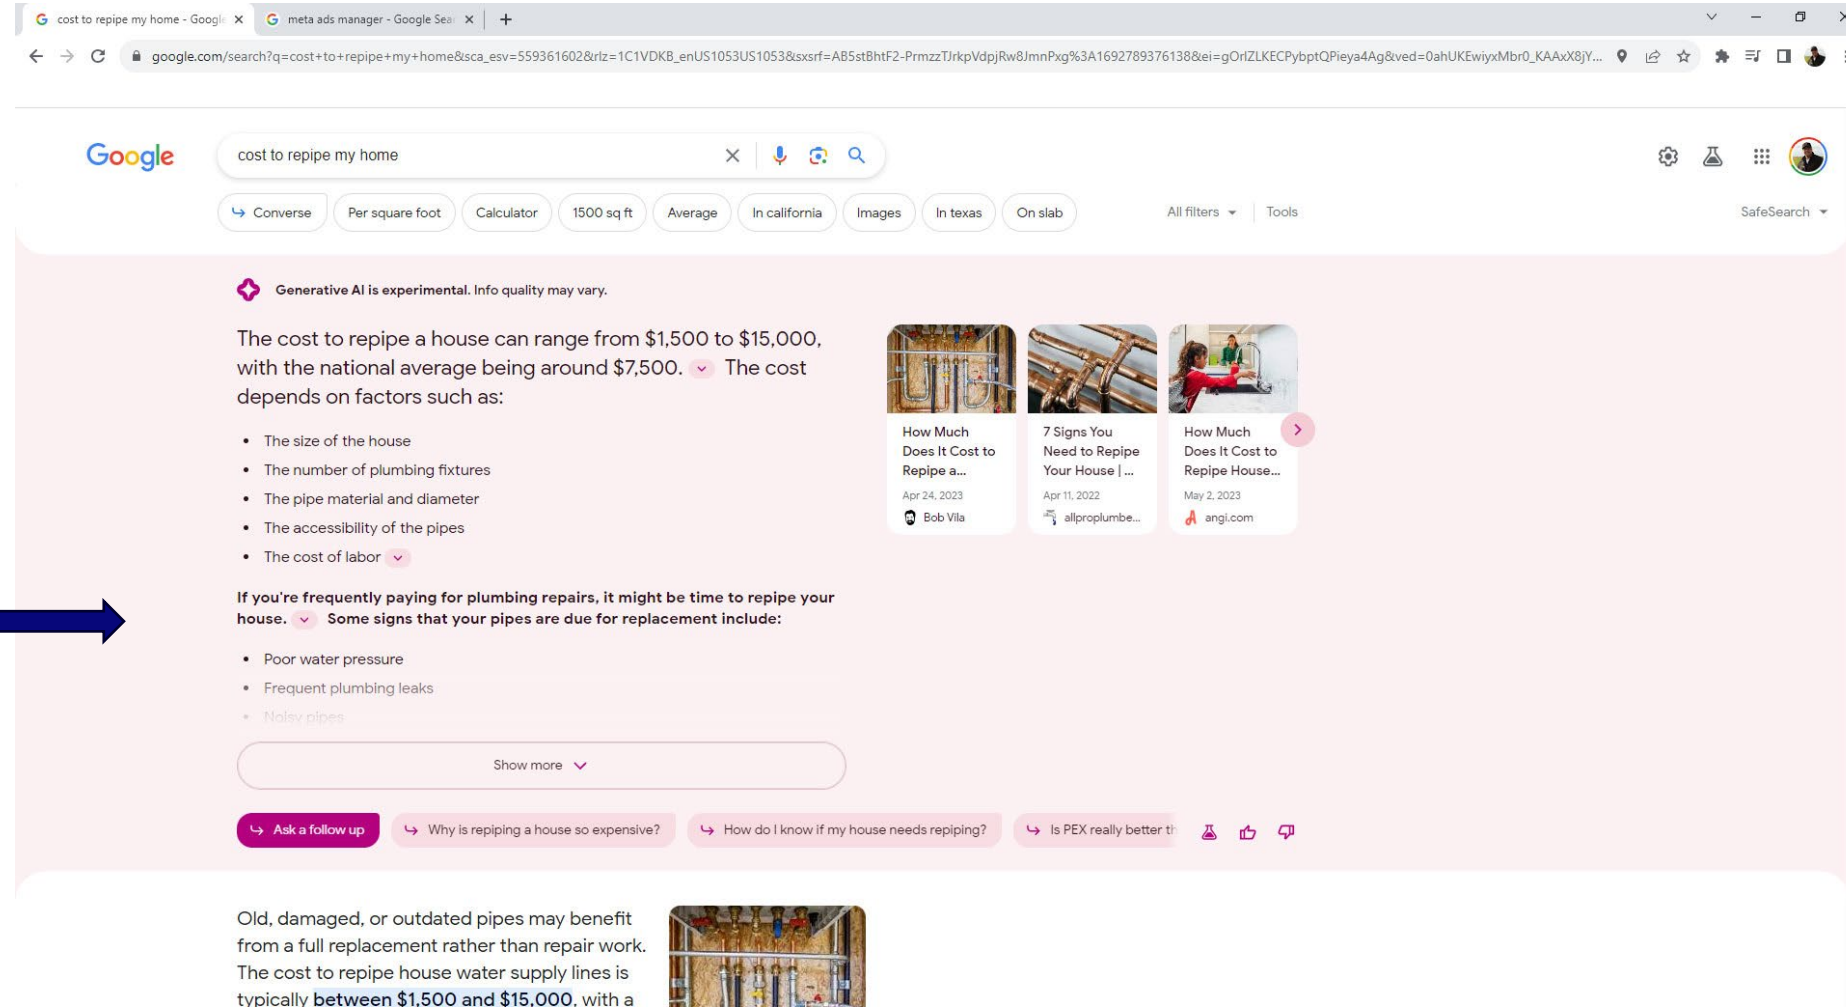 cost to repipe my home - Google
meta ads manager - Google Sear
google.com/search?q=cost+to+repipe+my+home&sca_esv=559361602&rlz=1C1VDKB_enUS1053US1053&sxsrf=AB5stBhtF2-PrmzzTJrkpVdpjRw8JmnPxg%3A1692789376138&ei=gOrIZLKECPybptQPieya4Ag&ved=0ahUKEwiyxMbr0_KAAxX8jY...
Google
cost to repipe my home
Converse
Per square foot
Calculator
1500 sq ft
Average
In california
Images
In texas
On slab
All filters
Tools
SafeSearch
Generative AI is experimental. Info quality may vary.
The cost to repipe a house can range from $1,500 to $15,000,
with the national average being around $7,500. The cost
depends on factors such as:
• The size of the house
• The number of plumbing fixtures
• The pipe material and diameter
• The accessibility of the pipes
• The cost of labor
If you're frequently paying for plumbing repairs, it might be time to repipe your
house. Some signs that your pipes are due for replacement include:
• Poor water pressure
• Frequent plumbing leaks
• Noisy pipes
Show more
How Much
Does It Cost to
Repipe a...
Apr 24, 2023
Bob Vila
7 Signs You
Need to Repipe
Your House | ...
Apr 11, 2022
allproplumbe...
How Much
Does It Cost to
Repipe House...
May 2, 2023
angi.com
Ask a follow up
Why is repiping a house so expensive?
How do I know if my house needs repiping?
Is PEX really better th
Old, damaged, or outdated pipes may benefit
from a full replacement rather than repair work.
The cost to repipe house water supply lines is
typically between $1,500 and $15,000, with a